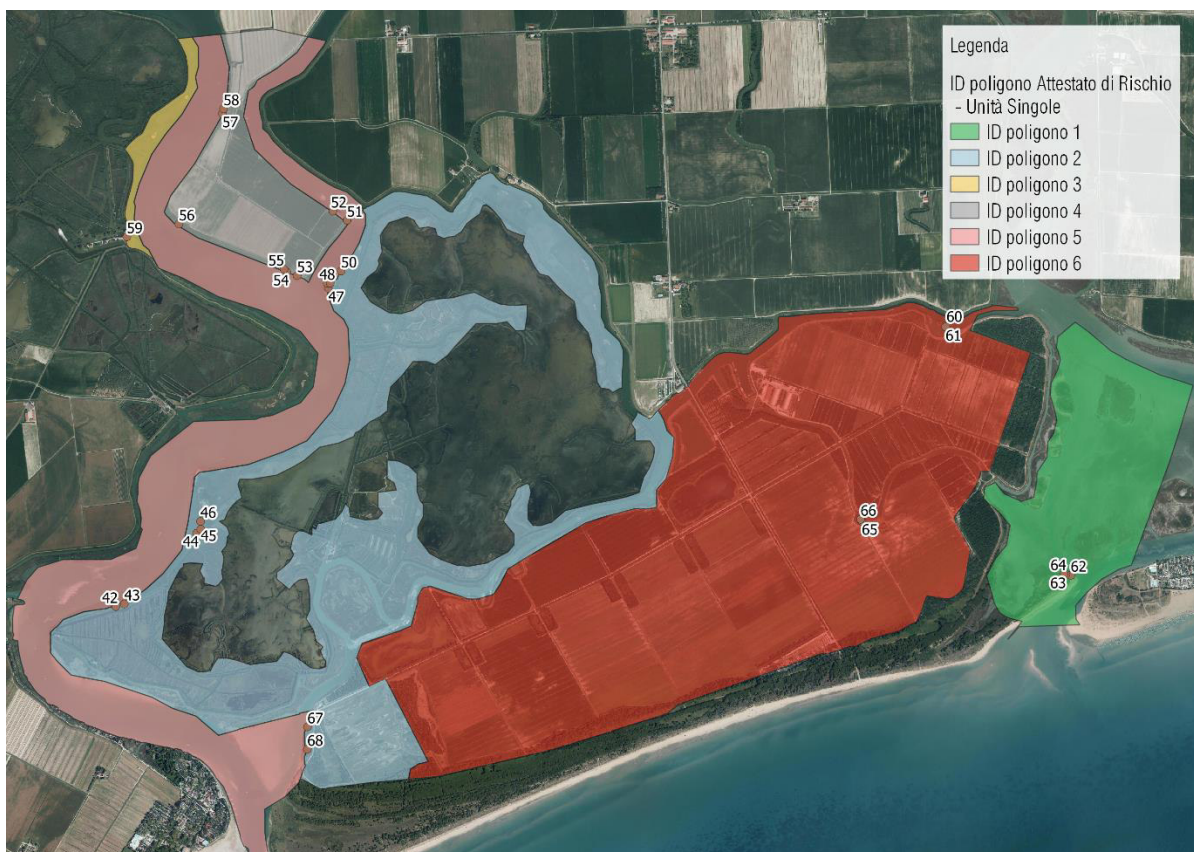 Legenda
ID poligono Attestato di Rischio
- Unità Singole
ID poligono 1
ID poligono 2
ID poligono 3
ID poligono 4
ID poligono 5
ID poligono 6
58
57
52
51
56
59
55
53
54
50
48
47
60
61
46
44 45
66
65
64 62
63
42 43
67
68